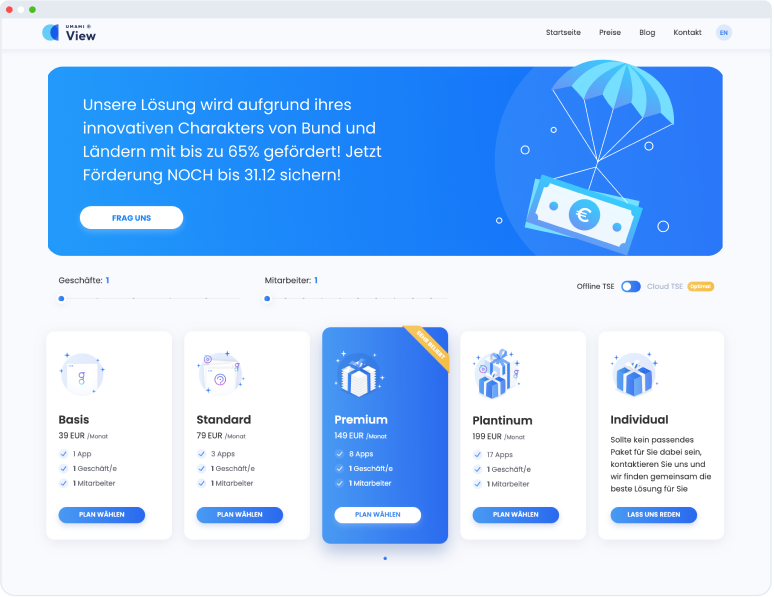 UMAMI ®
View
Startseite
Preise
Blog
Kontakt
EN
Unsere Lösung wird aufgrund ihres
innovativen Charakters von Bund und
Ländern mit bis zu 65% gefördert! Jetzt
Förderung NOCH bis 31.12 sichern!
FRAG UNS
Geschäfte: 1
Mitarbeiter: 1
Offline TSE
Cloud TSE
Optimal
Basis
39 EUR /Monat
1 App
1 Geschäft/e
1 Mitarbeiter
PLAN WÄHLEN
Standard
79 EUR /Monat
3 Apps
1 Geschäft/e
1 Mitarbeiter
PLAN WÄHLEN
Premium
149 EUR /Monat
8 Apps
1 Geschäft/e
1 Mitarbeiter
PLAN WÄHLEN
Plantinum
199 EUR /Monat
17 Apps
1 Geschäft/e
1 Mitarbeiter
PLAN WÄHLEN
Individual
Sollte kein passendes
Paket für Sie dabei sein,
kontaktieren Sie uns und
wir finden gemeinsam die
beste Lösung für Sie
LASS UNS REDEN